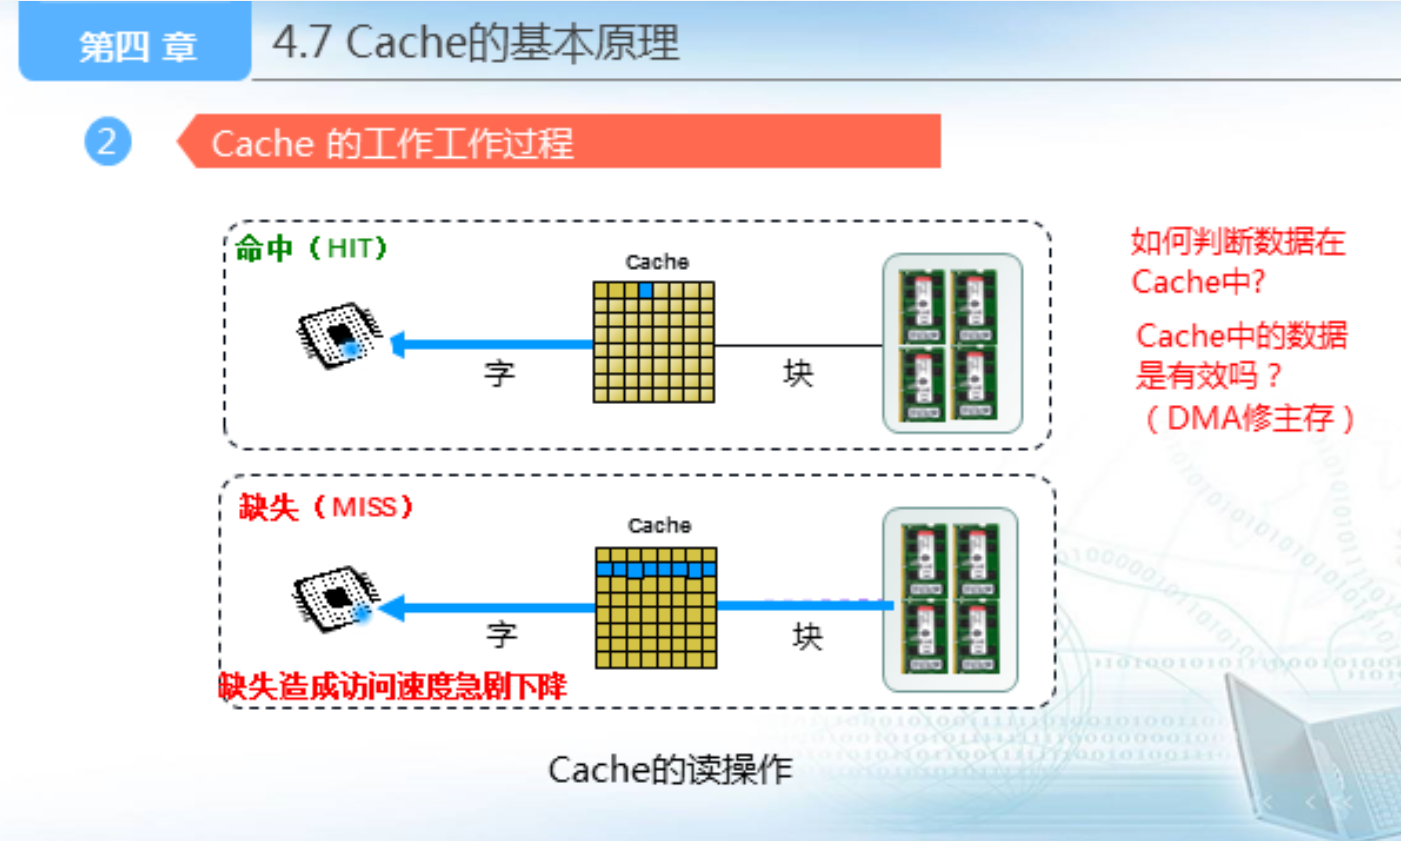 第四 章
4.7 Cache的基本原理
2
Cache 的工作工作过程
命中（HIT）
Cache
字
块
如何判断数据在
Cache中?
Cache中的数据
是有效吗？
（DMA修主存）
缺失（MISS）
Cache
字
块
缺失造成访问速度急剧下降
Cache的读操作